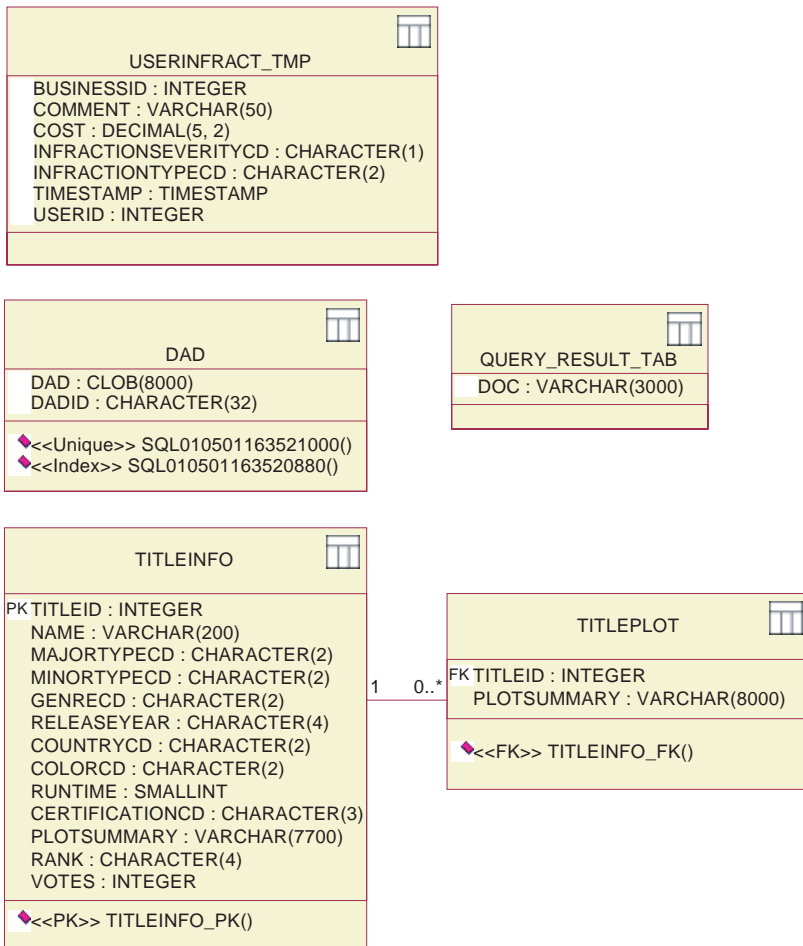 USERINFRACT_TMP
BUSINESSID : INTEGER
COMMENT : VARCHAR(50)
COST : DECIMAL(5, 2)
INFRACTIONSEVERITYCD : CHARACTER(1)
INFRACTIONTYPECD : CHARACTER(2)
TIMESTAMP : TIMESTAMP
USERID : INTEGER
DAD
DAD : CLOB(8000)
DADID : CHARACTER(32)
<<Unique>> SQL010501163521000()
<<Index>> SQL010501163520880()
QUERY_RESULT_TAB
DOC : VARCHAR(3000)
TITLEINFO
PK TITLEID : INTEGER
NAME : VARCHAR(200)
MAJORTYPECD : CHARACTER(2)
MINORTYPECD : CHARACTER(2)
GENRECD : CHARACTER(2)
RELEASEYEAR : CHARACTER(4)
COUNTRYCD : CHARACTER(2)
COLORCD : CHARACTER(2)
RUNTIME : SMALLINT
CERTIFICATIONCD : CHARACTER(3)
PLOTSUMMARY : VARCHAR(7700)
RANK : CHARACTER(4)
VOTES : INTEGER
<<PK>> TITLEINFO_PK()
1 0..*
TITLEPLOT
FK TITLEID : INTEGER
PLOTSUMMARY : VARCHAR(8000)
<<FK>> TITLEINFO_FK()